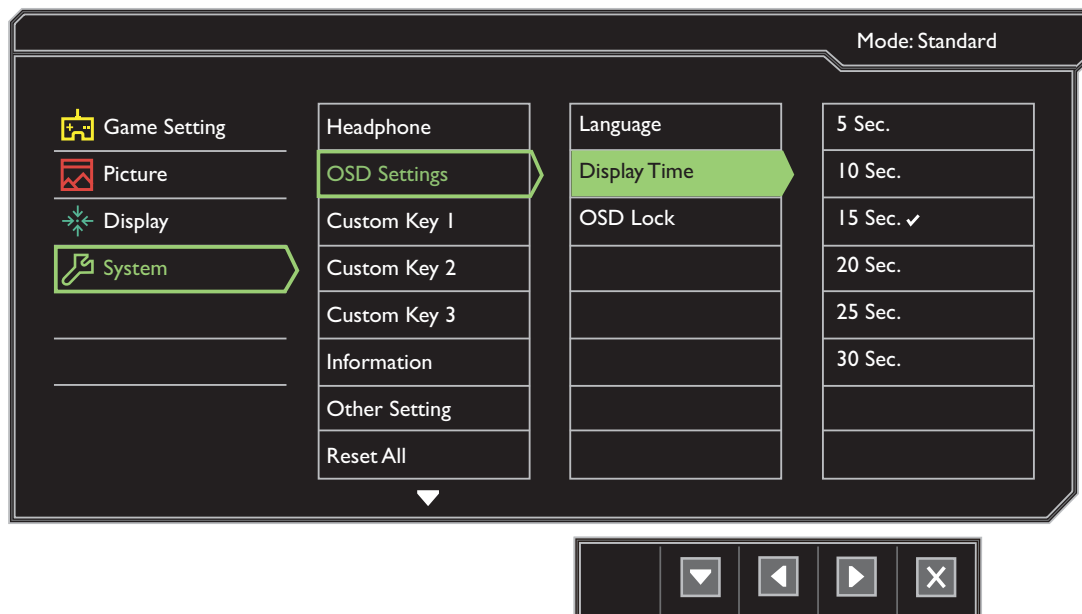 Mode: Standard
Game Setting
Picture
Display
System
Headphone
OSD Settings
Custom Key 1
Custom Key 2
Custom Key 3
Information
Other Setting
Reset All
Language
Display Time
OSD Lock
5 Sec.
10 Sec.
15 Sec. ✓
20 Sec.
25 Sec.
30 Sec.